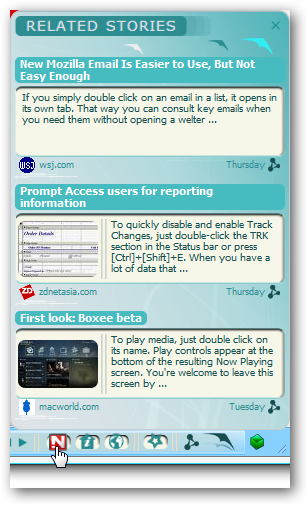 RELATED STORIES
New Mozilla Email Is Easier to Use, But Not
Easy Enough
If you simply double click on an email in a list, it opens in
its own tab. That way you can consult key emails when
you need them without opening a welter ...
WSJ wsj.com Thursday
Prompt Access users for reporting
information
Order Details
To quickly disable and enable Track
Changes, just double-click the TRK
section in the Status bar or press
[Ctrl]+[Shift]+E. When you have a
lot of data that ...
ZD zdnetasia.com Thursday
First look: Boxee beta
To play media, just double click on
its name. Play controls appear at the
bottom of the resulting Now Playing
screen. You're welcome to leave this
screen by ...
macworld.com Tuesday
N